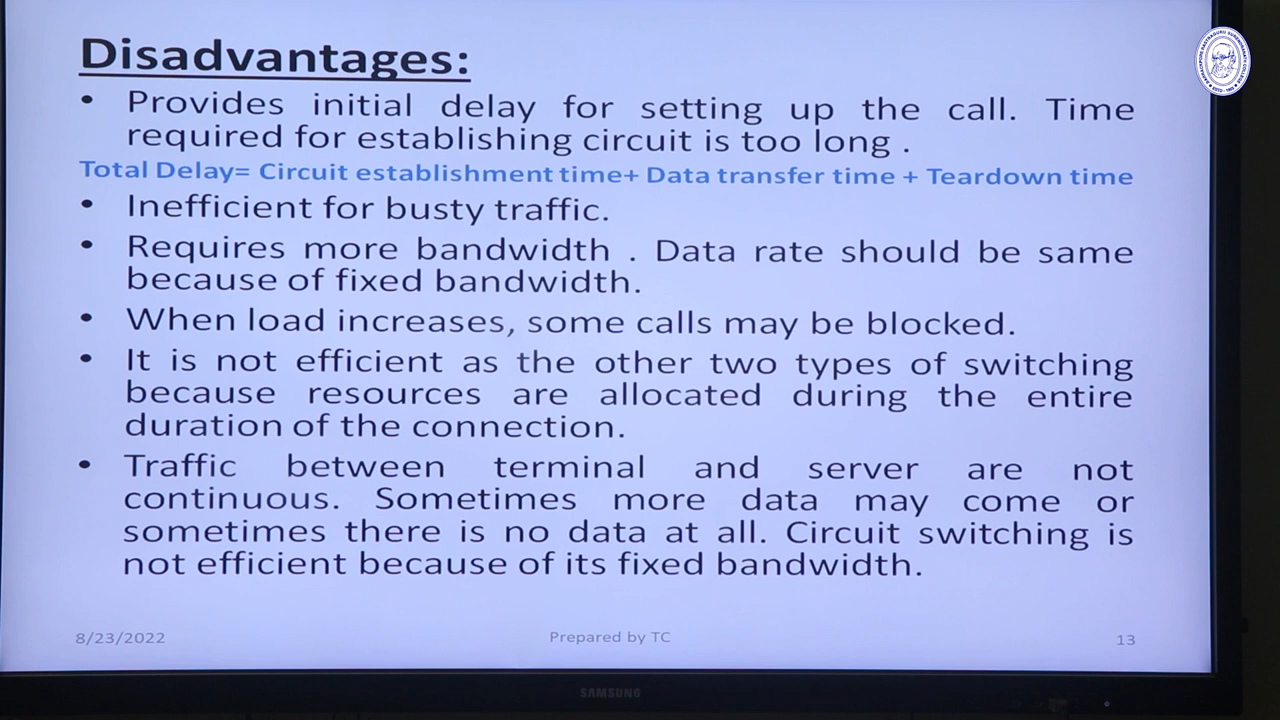 Disadvantages:
• Provides initial delay for setting up the call. Time
required for establishing circuit is too long .
Total Delay= Circuit establishment time+ Data transfer time + Teardown time
• Inefficient for busty traffic.
• Requires more bandwidth . Data rate should be same
because of fixed bandwidth.
• When load increases, some calls may be blocked.
• It is not efficient as the other two types of switching
because resources are allocated during the entire
duration of the connection.
• Traffic between terminal and server are not
continuous. Sometimes more data may come or
sometimes there is no data at all. Circuit switching is
not efficient because of its fixed bandwidth.
8/23/2022 Prepared by TC 13
SAMSUNG